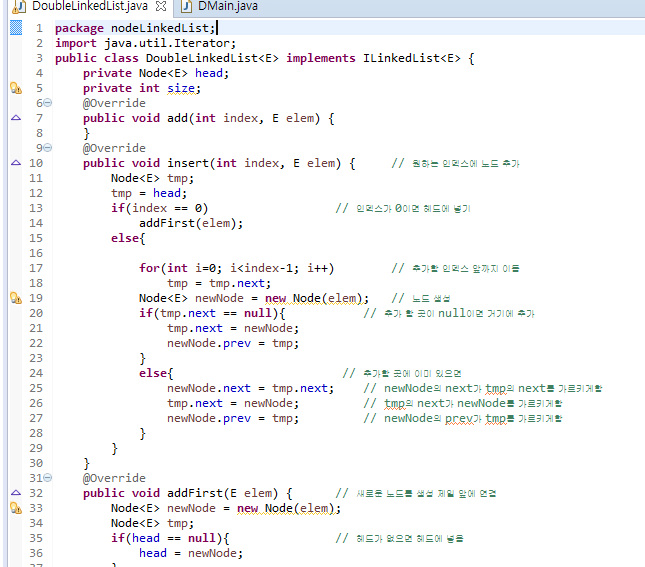 DoubleLinkedList.java DMain.java
1 package nodeLinkedList;
2 import java.util.Iterator;
3 public class DoubleLinkedList<E> implements ILinkedList<E> {
4 private Node<E> head;
5 private int size;
6 @Override
7 public void add(int index, E elem) {
8 }
9 @Override
10 public void insert(int index, E elem) { // 원하는 인덱스에 노드 추가
11 Node<E> tmp;
12 tmp = head;
13 if(index == 0) // 인덱스가 0이면 헤드에 넣기
14 addFirst(elem);
15 else{
16
17 for(int i=0; i<index-1; i++) // 추가할 인덱스 앞까지 이동
18 tmp = tmp.next;
19 Node<E> newNode = new Node(elem); // 노드 생성
20 if(tmp.next == null){ // 추가 할 곳이 null이면 거기에 추가
21 tmp.next = newNode;
22 newNode.prev = tmp;
23 }
24 else{ // 추가할 곳에 이미 있으면
25 newNode.next = tmp.next; // newNode의 next가 tmp의 next를 가르키게함
26 tmp.next = newNode; // tmp의 next가 newNode를 가르키게함
27 newNode.prev = tmp; // newNode의 prev가 tmp를 가르키게함
28 }
29 }
30 }
31 @Override
32 public void addFirst(E elem) { // 새로운 노드를 생성 제일 앞에 연결
33 Node<E> newNode = new Node(elem);
34 Node<E> tmp;
35 if(head == null){ // 헤드가 없으면 헤드에 넣음
36 head = newNode;